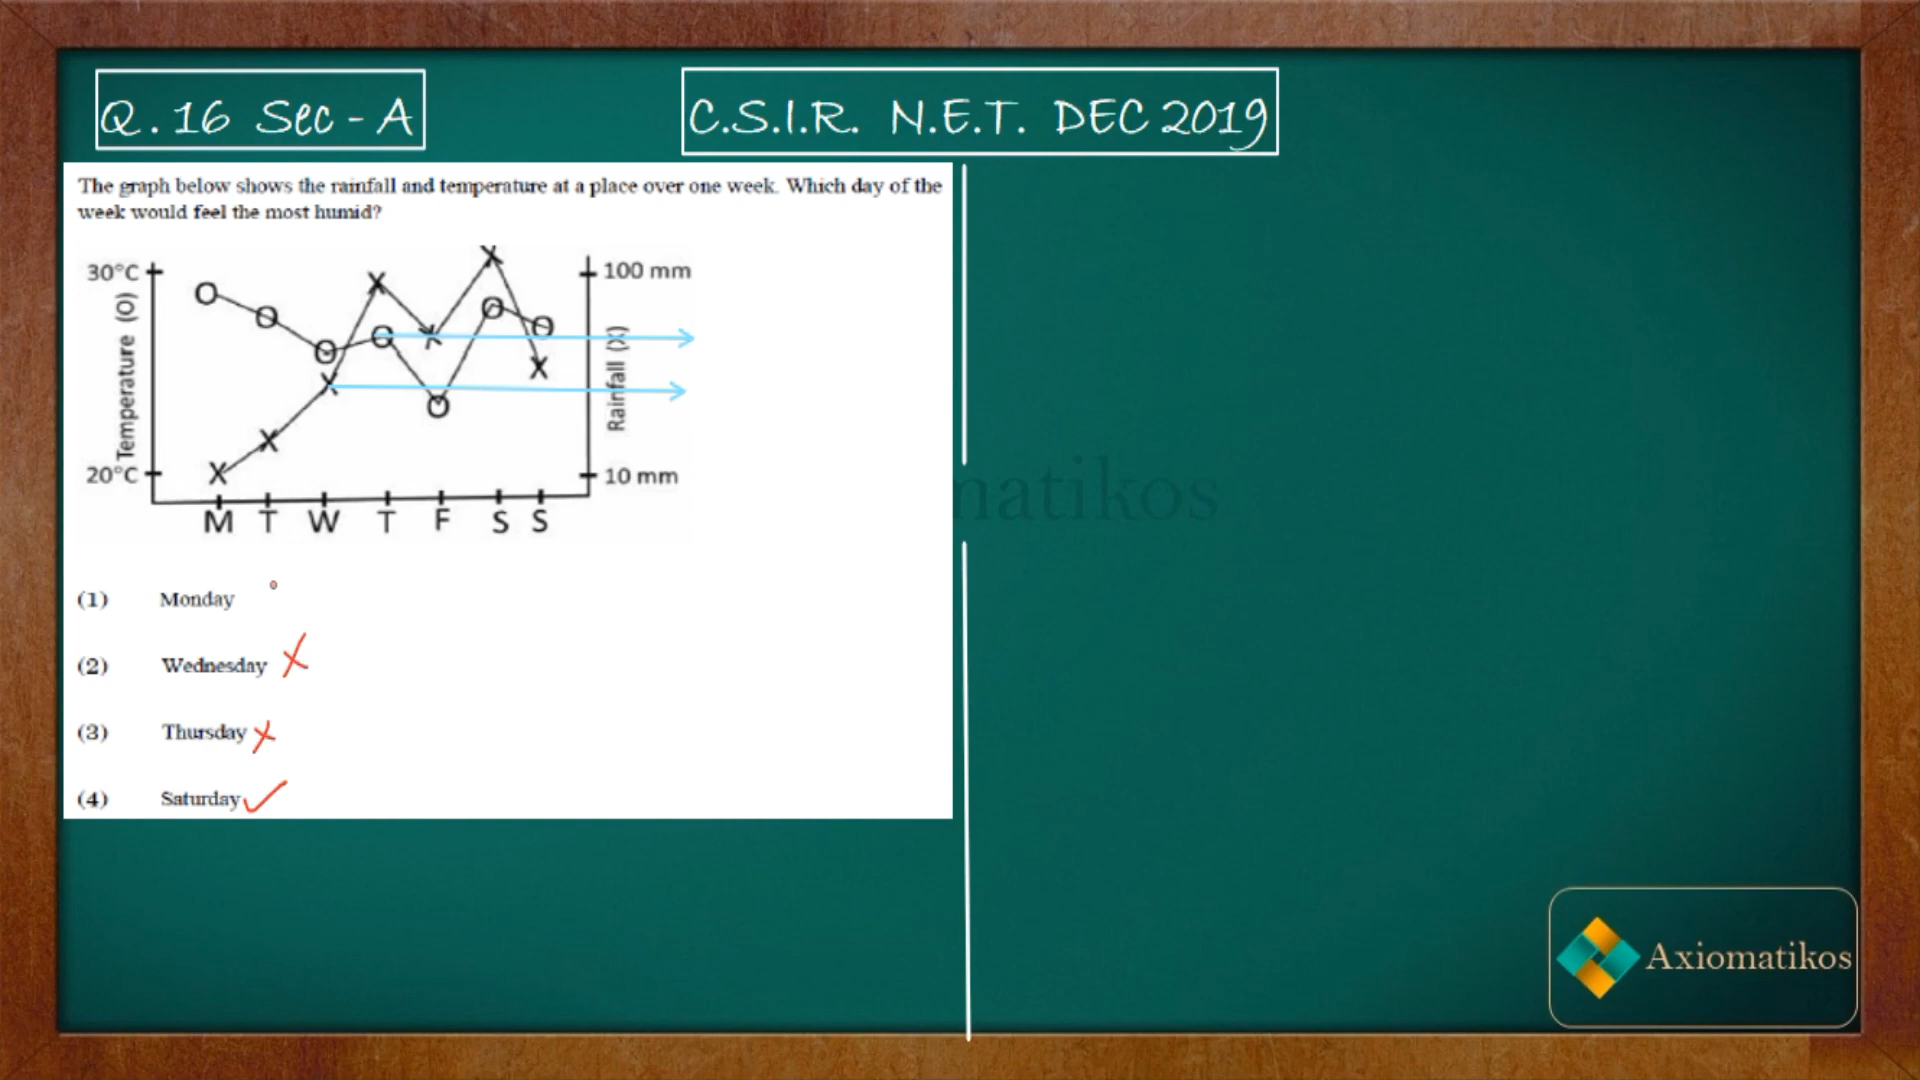 Q. 16 Sec - A
C.S.I.R. N.E.T. DEC 2019
The graph below shows the rainfall and temperature at a place over one week. Which day of the
week would feel the most humid?
30°C
100 mm
Temperature (O)
Rainfall (X)
20°C
10 mm
M T W T F S S
(1) Monday
(2) Wednesday
(3) Thursday
(4) Saturday
matikos
Axiomatikos